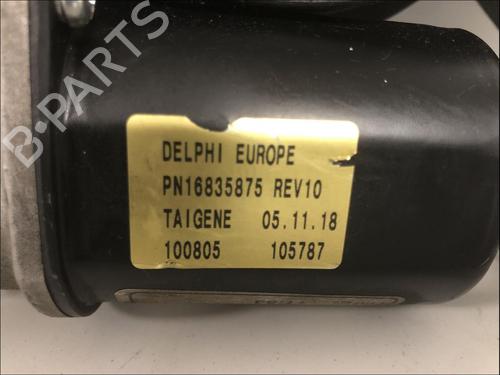 B-PARTS
DELPHI EUROPE
PN16835875 REV10
TAIGENE 05.11.18
100805 105787